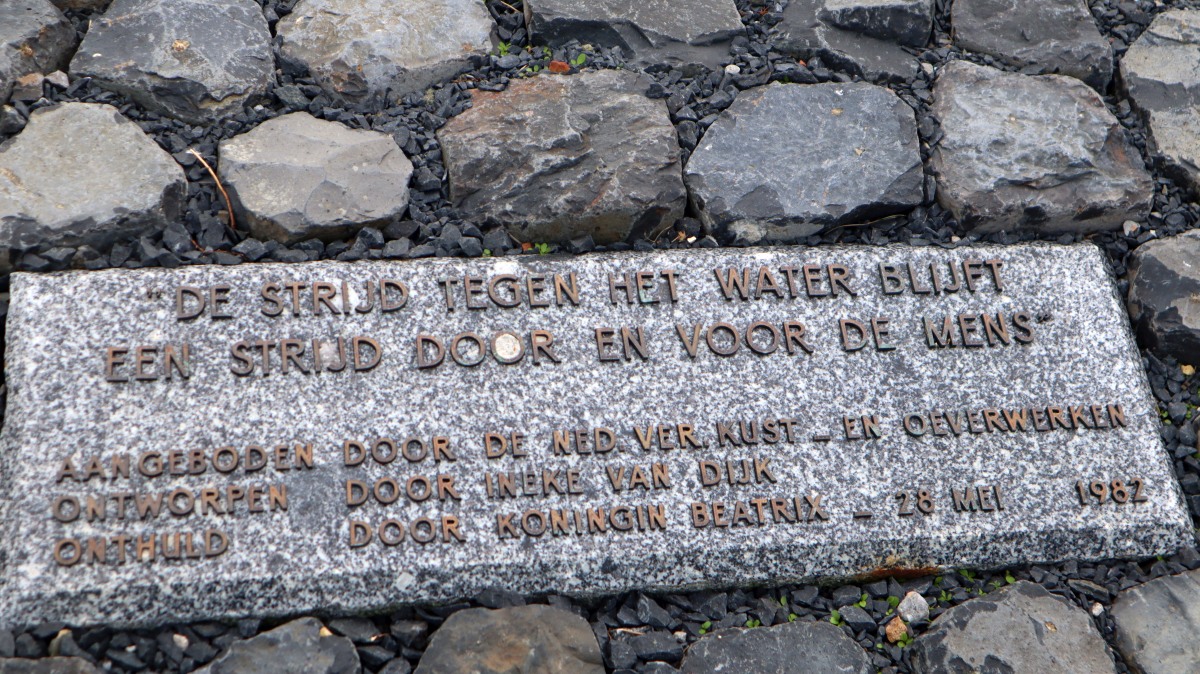 "DE STRIJD TEGEN HET WATER BLIJFT
EEN STRIJD DOOR EN VOOR DE MENS"
AANGEBODEN DOOR DE NED. VER. KUST - EN OEVERWERKEN
ONTWORPEN DOOR INEKE VAN DIJK
ONTHULD DOOR KONINGIN BEATRIX - 28 MEI 1982